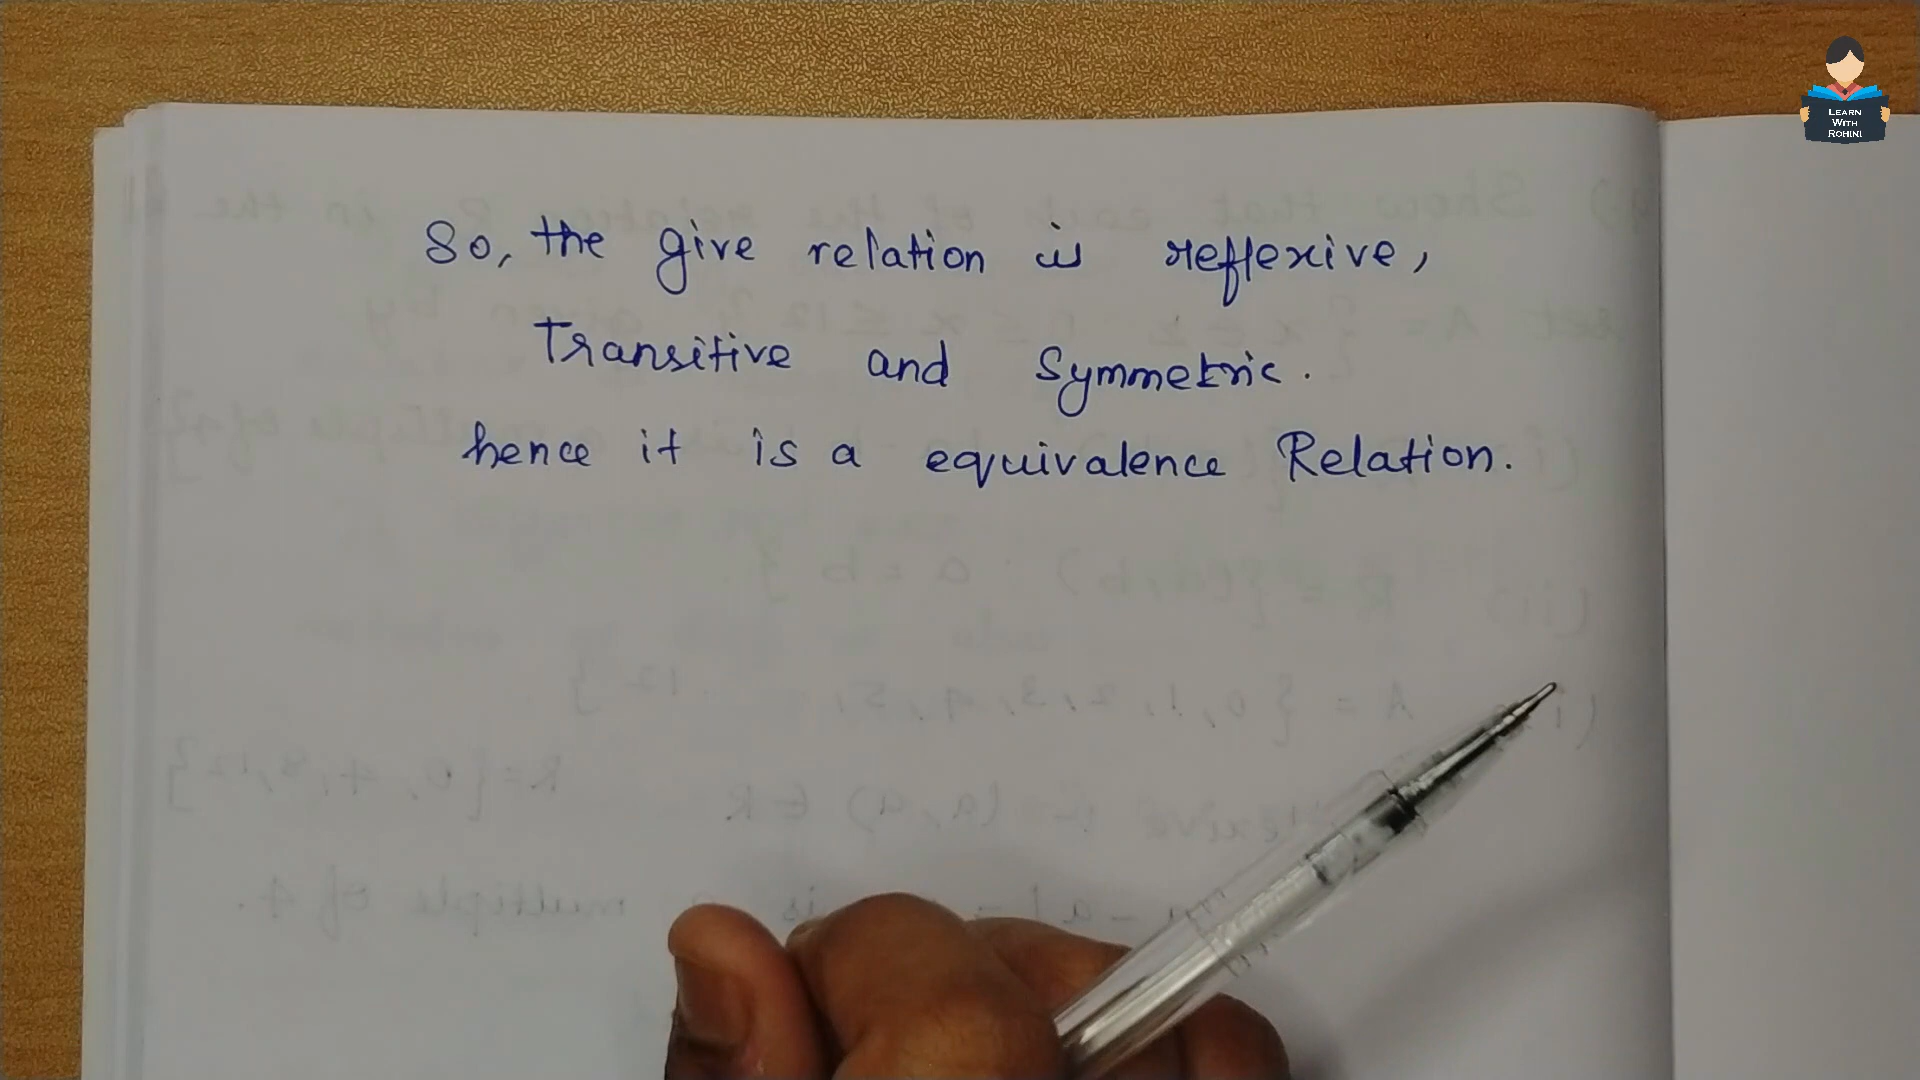 LEARN
WITH
ROHINI
So, the give relation is reflexive,
Transitive and Symmetric.
hence it is a equivalence Relation.